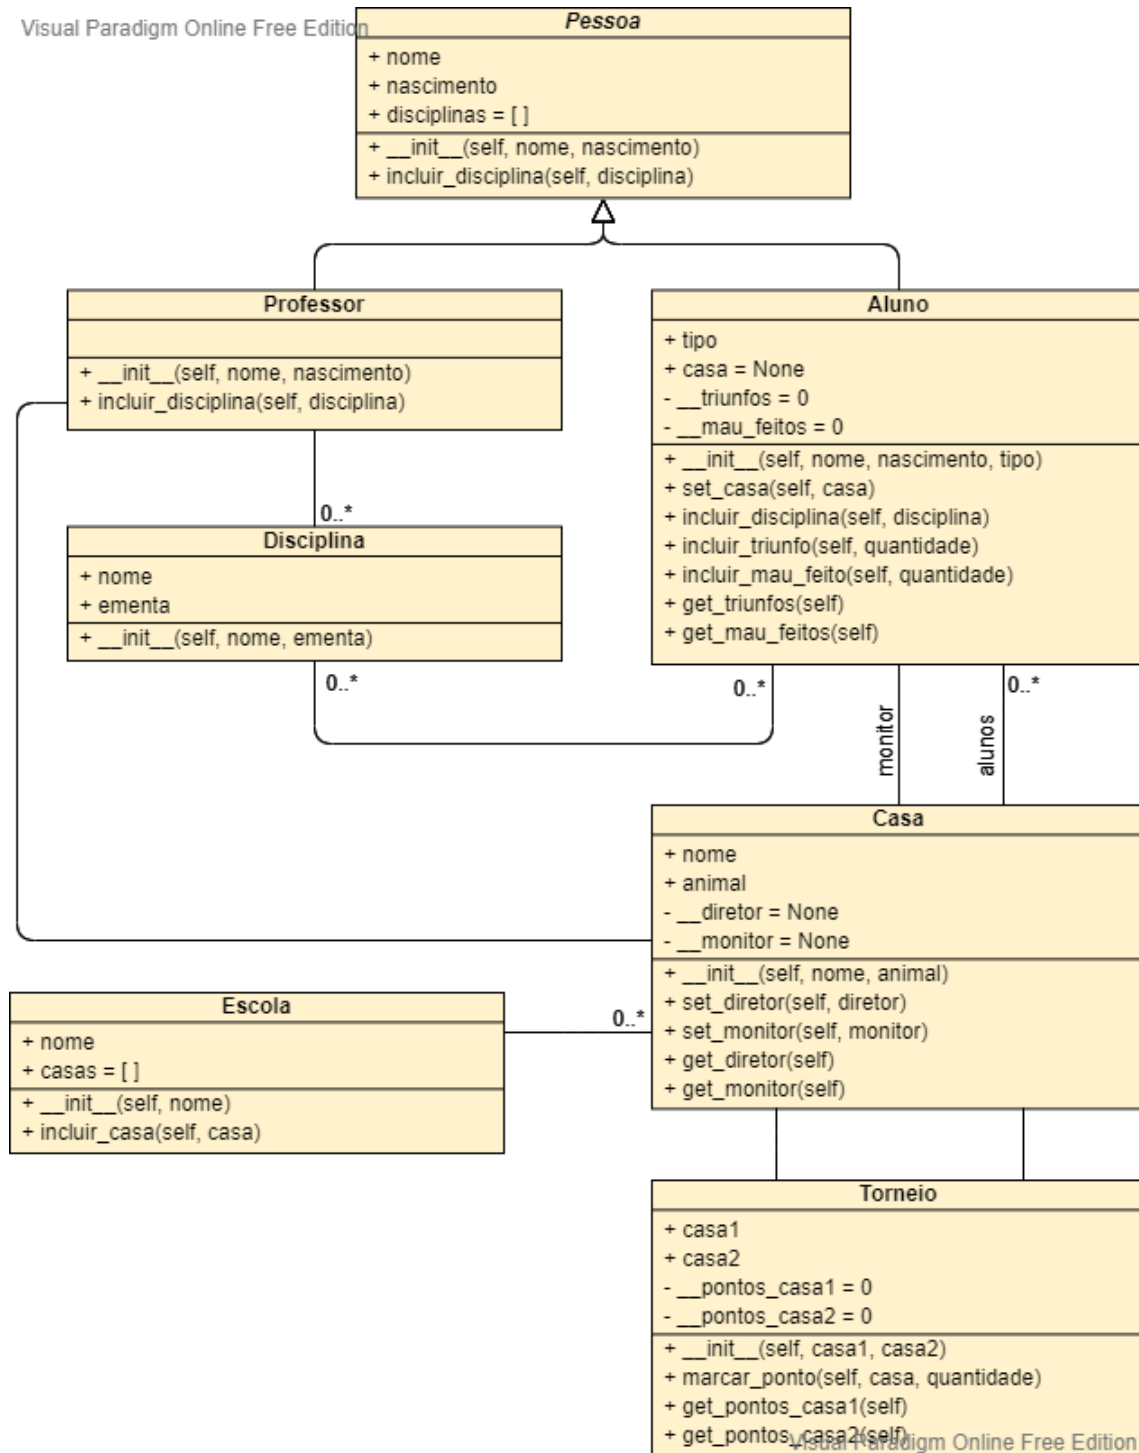 Visual Paradigm Online Free Edition
Pessoa
+ nome
+ nascimento
+ disciplinas = [ ]
+ __init__(self, nome, nascimento)
+ incluir_disciplina(self, disciplina)
Professor
+ __init__(self, nome, nascimento)
+ incluir_disciplina(self, disciplina)
Aluno
+ tipo
+ casa = None
- __triunfos = 0
- __mau_feitos = 0
+ __init__(self, nome, nascimento, tipo)
+ set_casa(self, casa)
+ incluir_disciplina(self, disciplina)
+ incluir_triunfo(self, quantidade)
+ incluir_mau_feito(self, quantidade)
+ get_triunfos(self)
+ get_mau_feitos(self)
0..*
Disciplina
+ nome
+ ementa
+ __init__(self, nome, ementa)
0..*
0..*
monitor
alunos
0..*
Casa
+ nome
+ animal
- __diretor = None
- __monitor = None
+ __init__(self, nome, animal)
+ set_diretor(self, diretor)
+ set_monitor(self, monitor)
+ get_diretor(self)
+ get_monitor(self)
Escola
+ nome
+ casas = [ ]
+ __init__(self, nome)
+ incluir_casa(self, casa)
0..*
Torneio
+ casa1
+ casa2
- __pontos_casa1 = 0
- __pontos_casa2 = 0
+ __init__(self, casa1, casa2)
+ marcar_ponto(self, casa, quantidade)
+ get_pontos_casa1(self)
+ get_pontos_casa2(self)
Visual Paradigm Online Free Edition